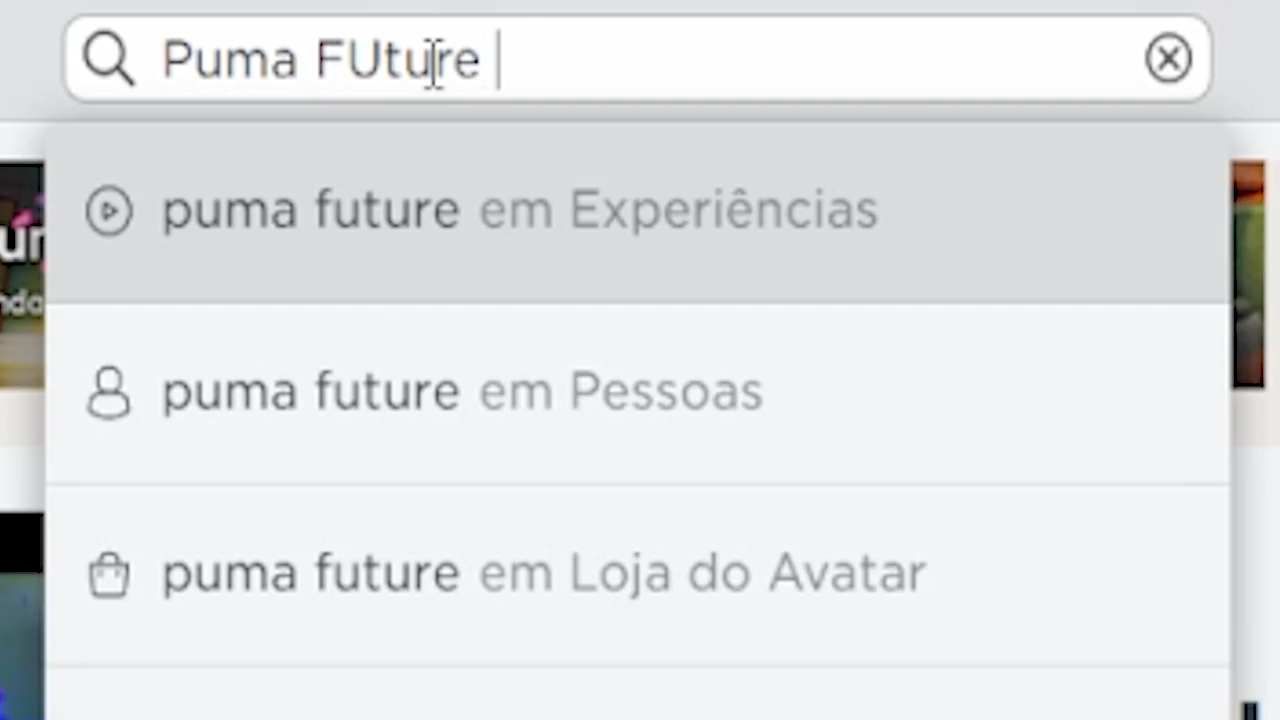 Puma FUture
puma future em Experiências
puma future em Pessoas
puma future em Loja do Avatar